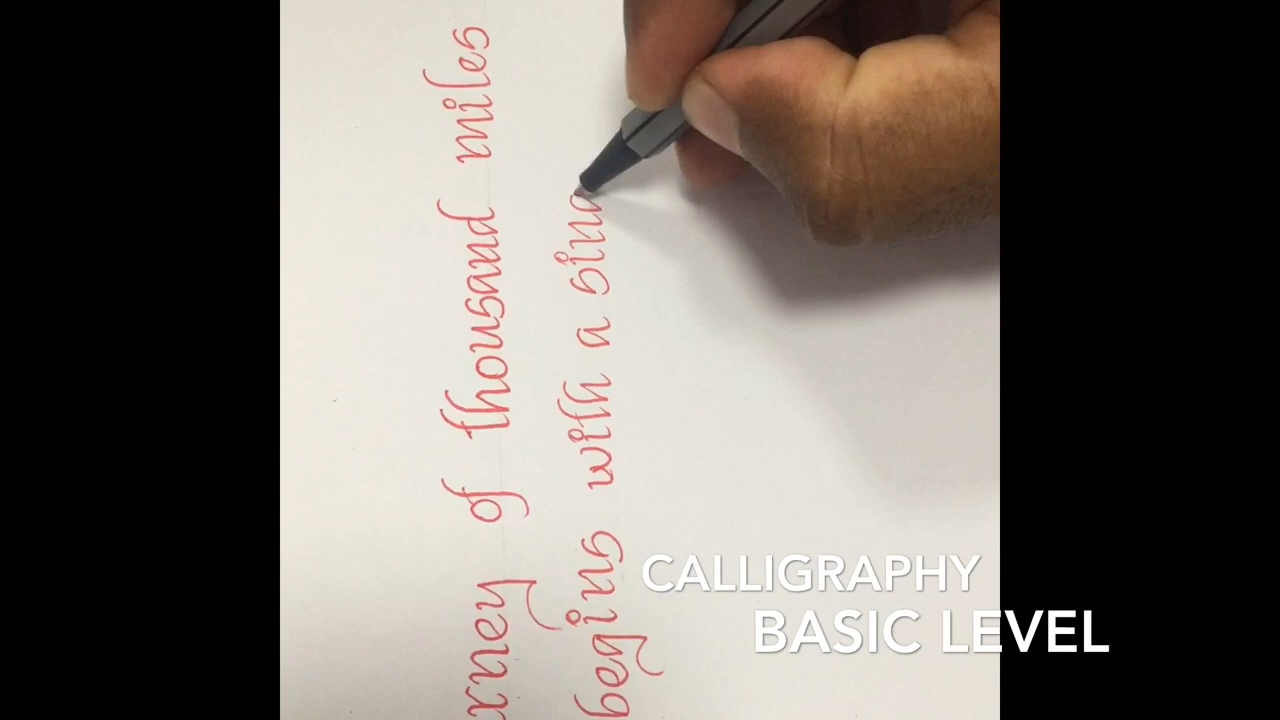 rney of thousand miles
begins with a sing
CALLIGRAPHY
BASIC LEVEL